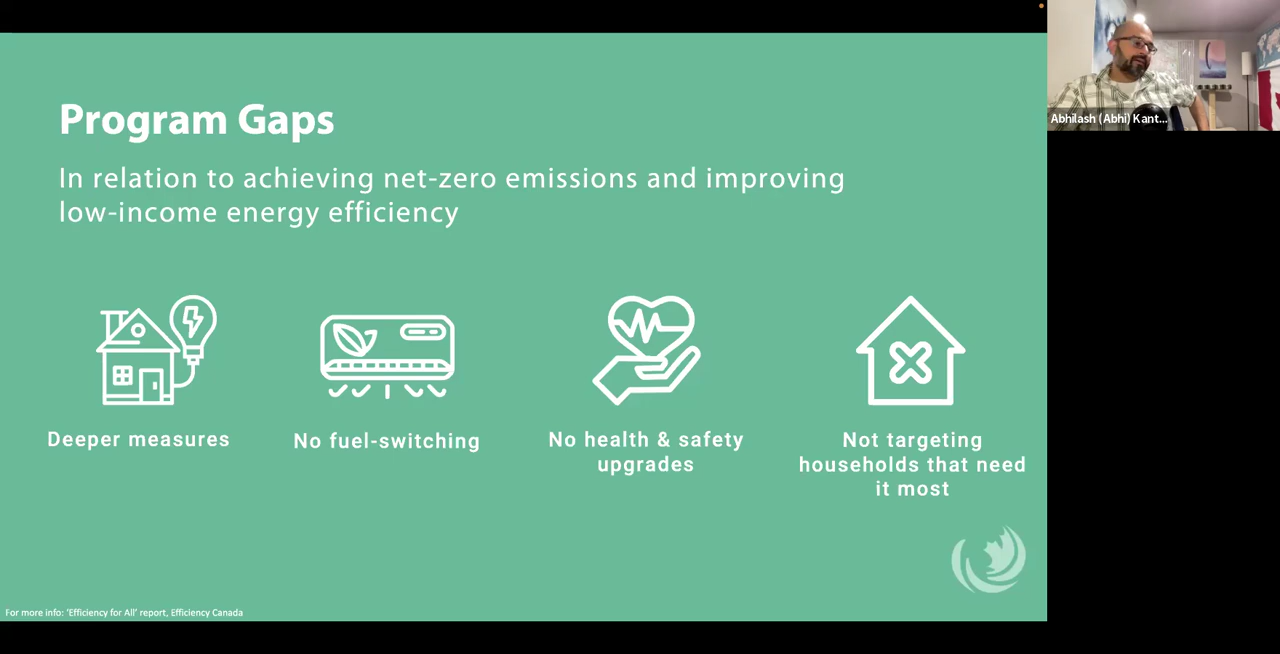 Program Gaps
In relation to achieving net-zero emissions and improving
low-income energy efficiency
Deeper measures
No fuel-switching
No health & safety
upgrades
Not targeting
households that need
it most
For more info: ‘Efficiency for All’ report, Efficiency Canada
Abhilash (Abhi) Kant...